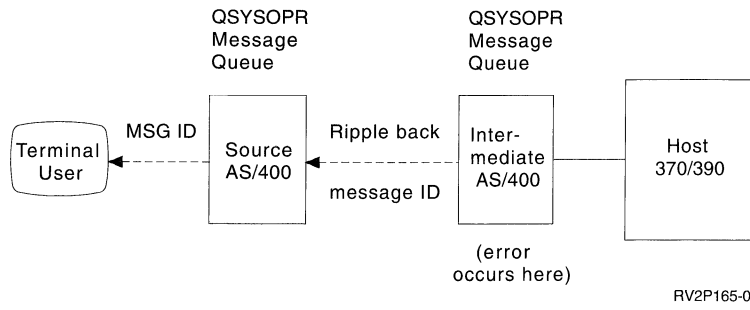 QSYSOPR
Message
Queue
QSYSOPR
Message
Queue
Terminal
User
MSG ID
Source
AS/400
Ripple back
message ID
Inter-
mediate
AS/400
Host
370/390
(error
occurs here)
RV2P165-0